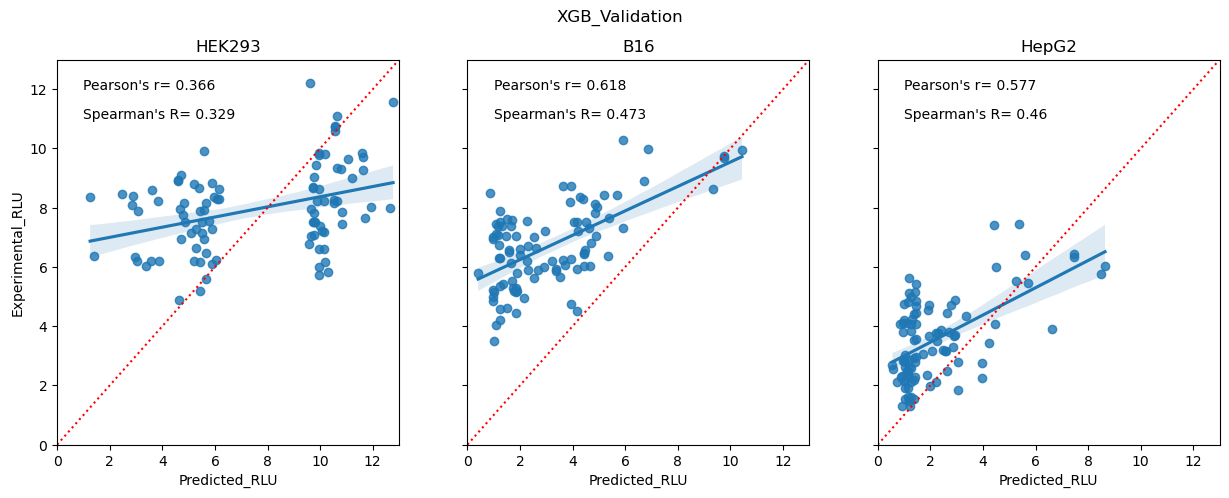 XGB_Validation
HEK293
Pearson's r= 0.366
Spearman's R= 0.329
Experimental_RLU
12
10
8
6
4
2
0
0 2 4 6 8 10 12
Predicted_RLU
B16
Pearson's r= 0.618
Spearman's R= 0.473
0 2 4 6 8 10 12
Predicted_RLU
HepG2
Pearson's r= 0.577
Spearman's R= 0.46
0 2 4 6 8 10 12
Predicted_RLU